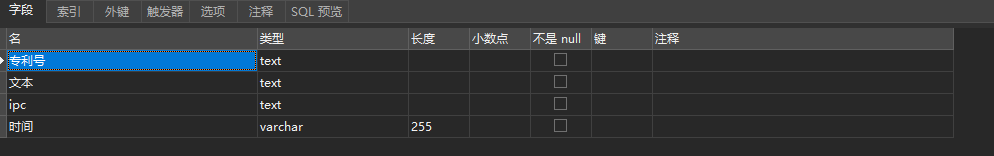 字段 索引 外键 触发器 选项 注释 SQL 预览
名 类型 长度 小数点 不是 null 键 注释
专利号 text
文本 text
ipc text
时间 varchar 255